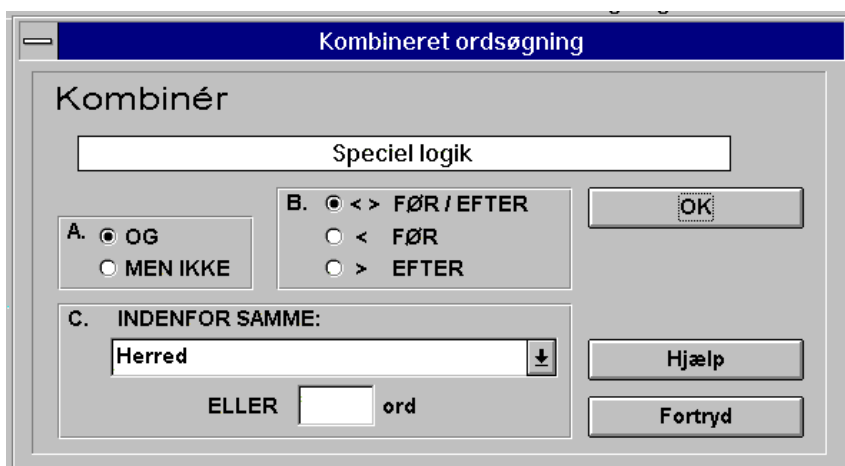 Kombineret ordsøgning
Kombinér
Speciel logik
A. OG
MEN IKKE
B. < > FØR / EFTER
< FØR
> EFTER
OK
C. INDENFOR SAMME:
Herred
ELLER ord
Hjælp
Fortryd